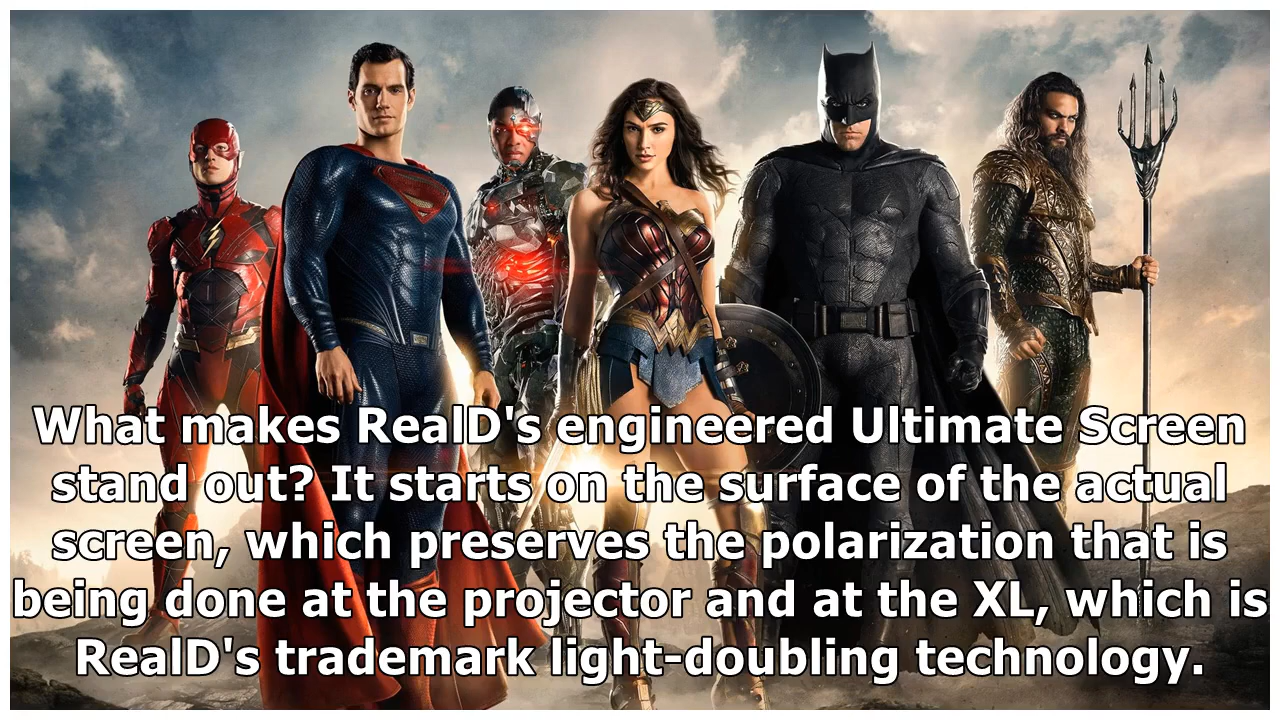 What makes RealD's engineered Ultimate Screen
stand out? It starts on the surface of the actual
screen, which preserves the polarization that is
being done at the projector and at the XL, which is
RealD's trademark light-doubling technology.